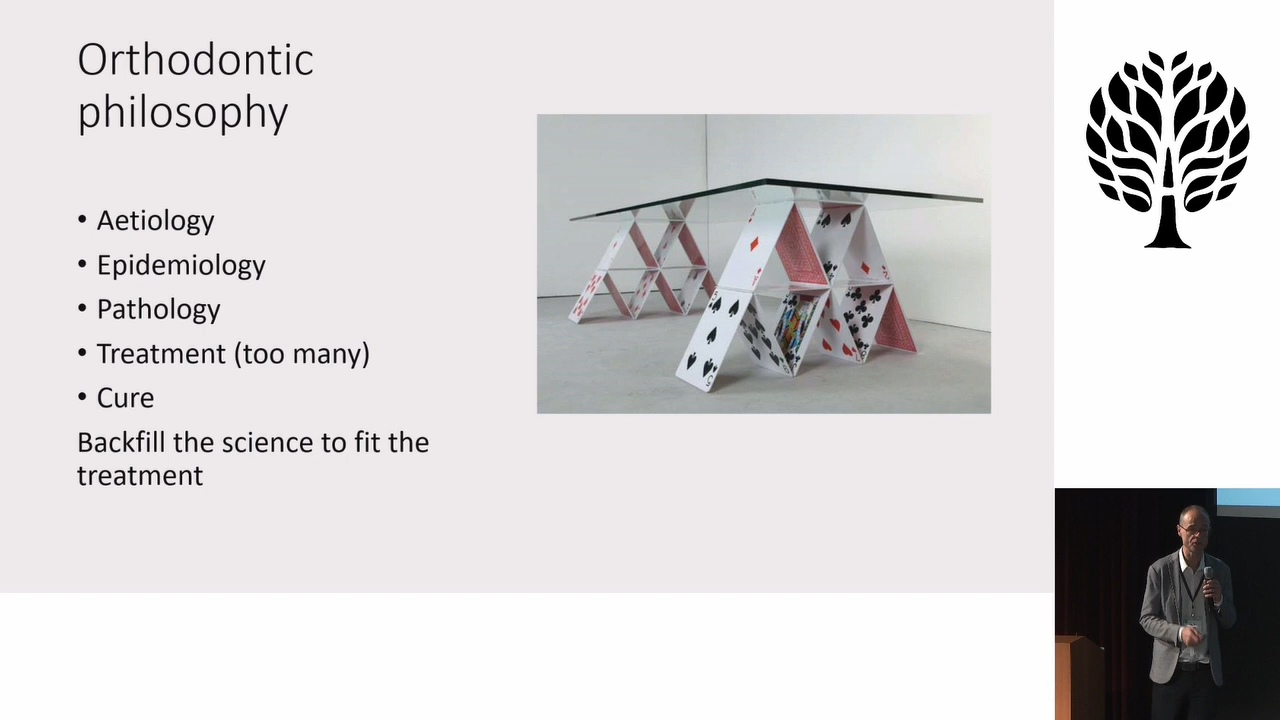 Orthodontic
philosophy
• Aetiology
• Epidemiology
• Pathology
• Treatment (too many)
• Cure
Backfill the science to fit the
treatment